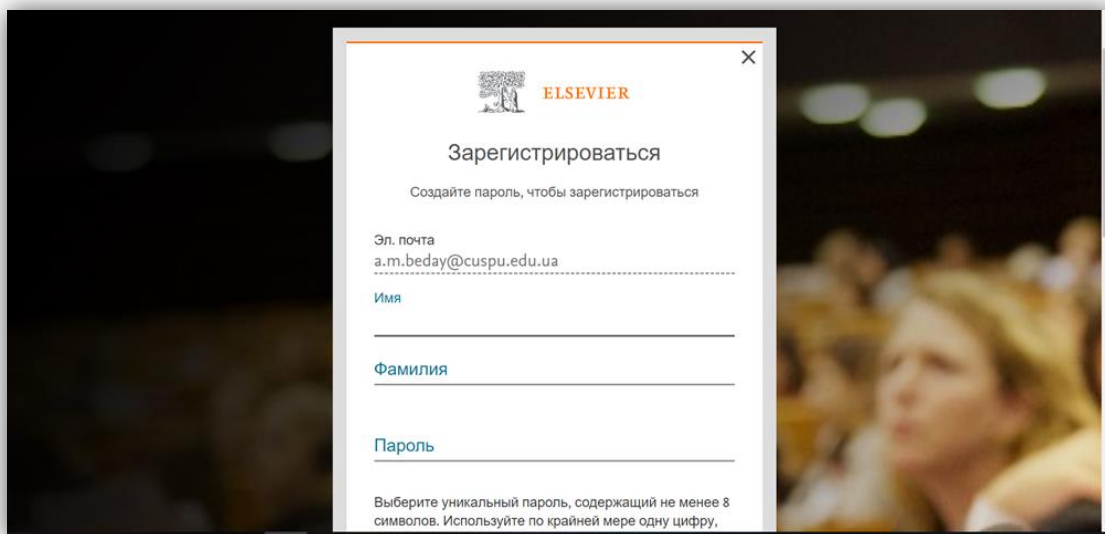 ELSEVIER
Зарегистрироваться
Создайте пароль, чтобы зарегистрироваться
Эл. почта
a.m.beday@cuspu.edu.ua
Имя
Фамилия
Пароль
Выберите уникальный пароль, содержащий не менее 8
символов. Используйте по крайней мере одну цифру,